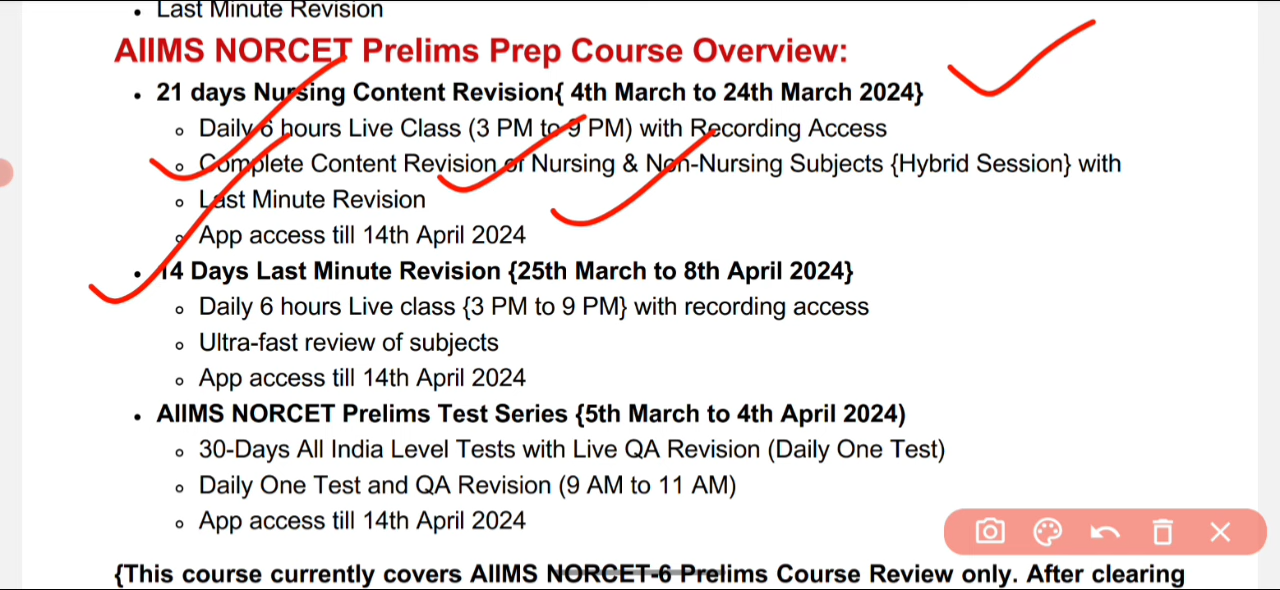 Last Minute Revision
AIIMS NORCET Prelims Prep Course Overview:
21 days Nursing Content Revision{ 4th March to 24th March 2024}
Daily 6 hours Live Class (3 PM to 9 PM) with Recording Access
Complete Content Revision of Nursing & Non-Nursing Subjects {Hybrid Session} with
Last Minute Revision
App access till 14th April 2024
14 Days Last Minute Revision {25th March to 8th April 2024}
Daily 6 hours Live class {3 PM to 9 PM} with recording access
Ultra-fast review of subjects
App access till 14th April 2024
AIIMS NORCET Prelims Test Series {5th March to 4th April 2024)
30-Days All India Level Tests with Live QA Revision (Daily One Test)
Daily One Test and QA Revision (9 AM to 11 AM)
App access till 14th April 2024
{This course currently covers AIIMS NORCET-6 Prelims Course Review only. After clearing